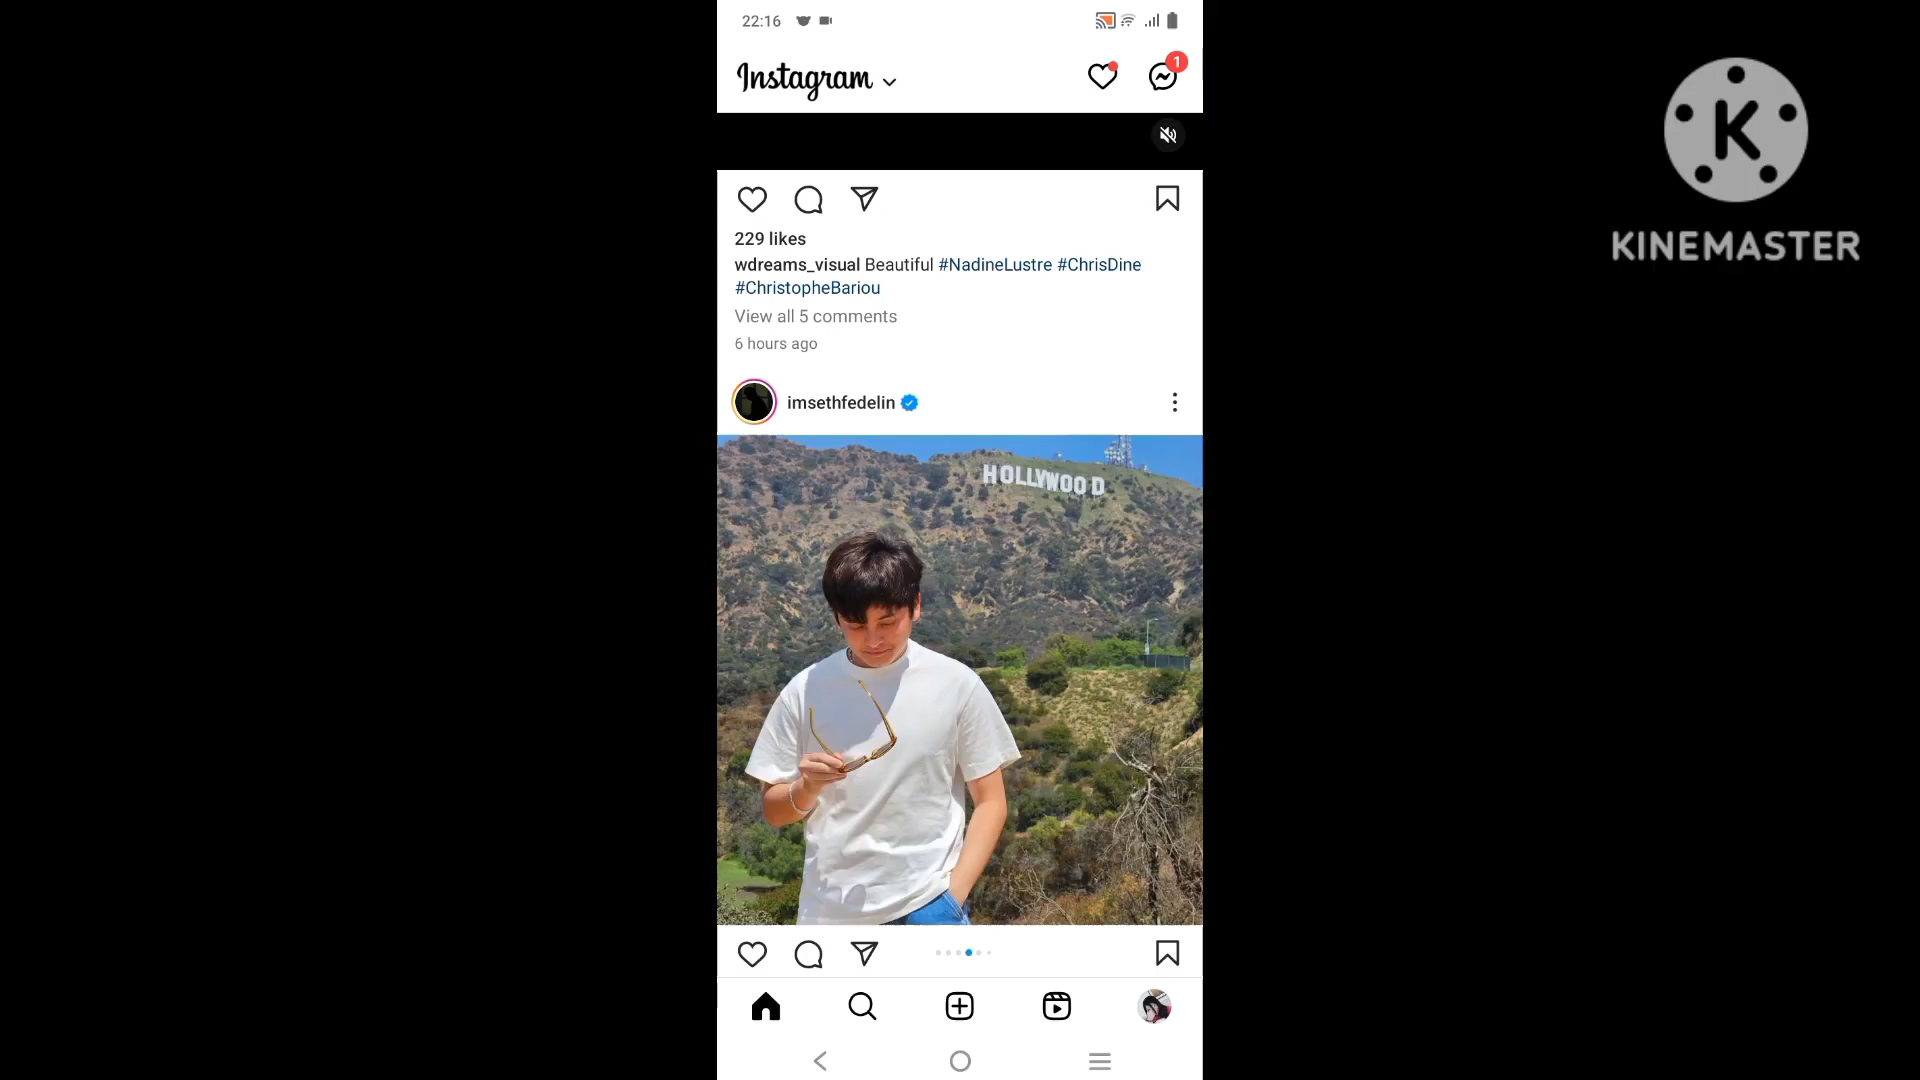 22:16
Instagram
1
229 likes
wdreams_visual Beautiful #NadineLustre #ChrisDine
#ChristopheBariou
View all 5 comments
6 hours ago
imsethfedelin
HOLLYWOOD
K
KINEMASTER